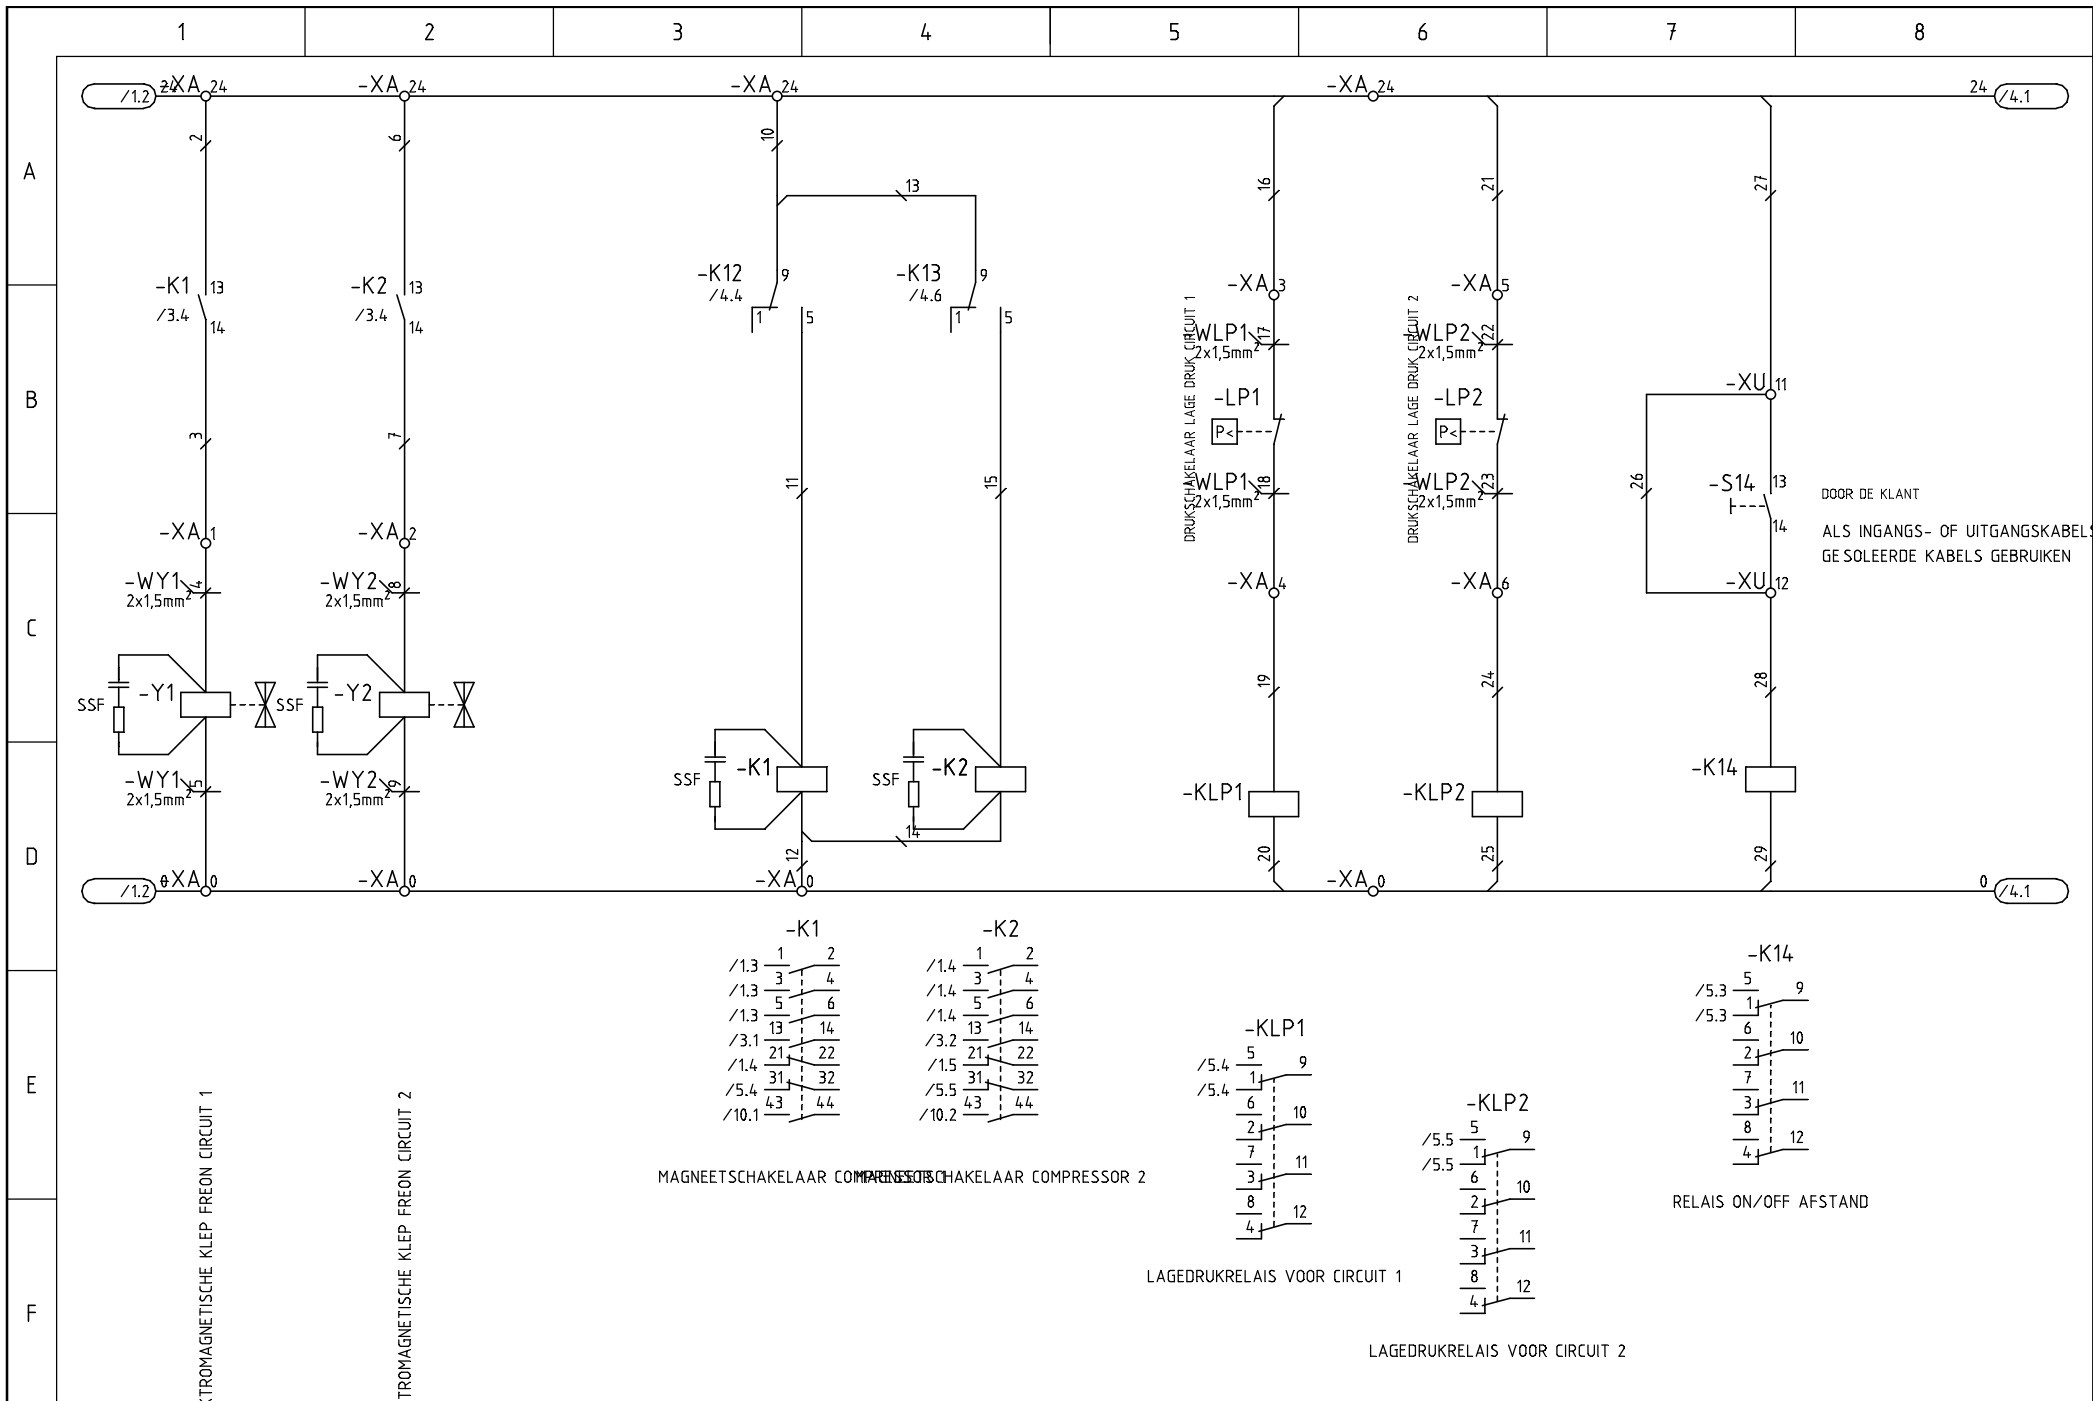 1 2 3 4 5 6 7 8
A
B
C
D
E
F
/1.2 24 -XA 24 -XA 24 -XA 24 -XA 24 24 /4.1
2 6 10 13 16 21 27
-K1 13
/3.4
14
-K2 13
/3.4
14
-K12 9
/4.4
1 5
-K13 9
/4.6
1 5
-XA 3
-WLP1 17
2x1,5mm²
-LP1
P<
-WLP1 18
2x1,5mm²
-XA 4
DRUKSCHAKELAAR LAGE DRUK CIRCUIT 1
-XA 5
-WLP2 22
2x1,5mm²
-LP2
P<
-WLP2 23
2x1,5mm²
-XA 6
DRUKSCHAKELAAR LAGE DRUK CIRCUIT 2
-XU 11
26
-S14 13
14
-XU 12
DOOR DE KLANT
ALS INGANGS- OF UITGANGSKABELS
GE SOLEERDE KABELS GEBRUIKEN
3 7 11 15
-XA 1
-WY1 4
2x1,5mm²
SSF -Y1
-WY1 5
2x1,5mm²
-XA 2
-WY2 8
2x1,5mm²
SSF -Y2
-WY2 9
2x1,5mm²
19 24 28
SSF -K1
SSF -K2
-KLP1
-KLP2
-K14
12 14 20 25 29
/1.2 0 -XA 0 -XA 0 -XA 0 -XA 0 0 /4.1
-K1
/1.3 1 2
/1.3 3 4
/1.3 5 6
/3.1 13 14
/1.4 21 22
/5.4 31 32
/10.1 43 44
MAGNEETSCHAKELAAR COMPRESSOR 1
-K2
/1.4 1 2
/1.4 3 4
/1.4 5 6
/3.2 13 14
/1.5 21 22
/5.5 31 32
/10.2 43 44
MAGNEETSCHAKELAAR COMPRESSOR 2
-KLP1
/5.4 5
/5.4 1 9
6
2 10
7
3 11
8
4 12
LAGEDRUKRELAIS VOOR CIRCUIT 1
-KLP2
/5.5 5
/5.5 1 9
6
2 10
7
3 11
8
4 12
LAGEDRUKRELAIS VOOR CIRCUIT 2
-K14
/5.3 5
/5.3 1 9
6
2 10
7
3 11
8
4 12
RELAIS ON/OFF AFSTAND
KTROMAGNETISCHE KLEP FREON CIRCUIT 1
TROMAGNETISCHE KLEP FREON CIRCUIT 2